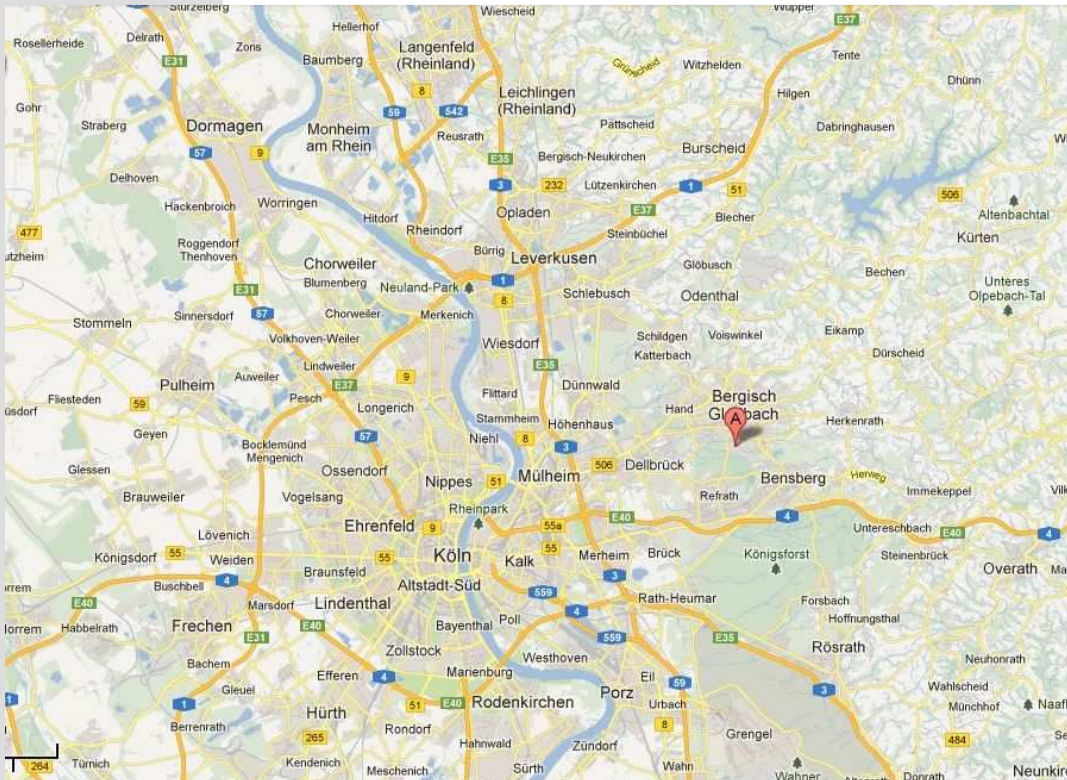 Sturzelberg
Hellerhof
Wiescheid
Wupper
E37
Rosellerheide
Delrath
Zons
E31
Baumberg
Langenfeld
(Rheinland)
Grünscheid
Witzhelden
Tente
Dhünn
Gohr
8
59
542
Leichlingen
(Rheinland)
Hilgen
Straberg
Dormagen
Monheim
am Rhein
Reusrath
Pattscheid
Dabringhausen
57
9
E35
Bergisch-Neukirchen
Burscheid
Delhoven
3
232
Lützenkirchen
1
51
506
Hackenbroich
Worringen
Hitdorf
Opladen
E37
Blecher
Altenbachtal
477
Rheindorf
Steinbüchel
Kürten
Roggendorf
Thenhoven
Bürrig
Leverkusen
Glöbusch
Bechen
Chorweiler
Blumenberg
Neuland-Park
1
Schlebusch
Odenthal
Unteres
Olpebach-Tal
E31
8
Stommeln
Sinnersdorf
57
Chorweiler
Merkenich
Volkhoven-Weiler
Wiesdorf
Schildgen
Voiswinkel
Eikamp
Katterbach
Dürscheid
Lindweiler
E35
Pulheim
Auweiler
E37
9
Dünnwald
Fliesteden
59
Pesch
Longerich
Flittard
Bergisch
Hand
A
Geyen
Stammheim
Höhenhaus
Herkenrath
Bocklemünd
Mengenich
57
Niehl
8
3
Glessen
Ossendorf
506
Dellbrück
Nippes
51
Mülheim
Bensberg
Herweg
Immekeppel
Brauweiler
Vogelsang
Rheinpark
Refrath
E40
4
Ehrenfeld
9
55a
Untereschbach
E40
4
Lövenich
Königsdorf
55
Weiden
55
Köln
Kalk
55
Merheim
Brück
Königsforst
Steinenbrück
Buschbell
4
Braunsfeld
Altstadt-Süd
3
Overath
E40
Marsdorf
Lindenthal
559
4
Rath-Heumar
Forsbach
Habbelrath
Frechen
E31
E40
Bayenthal
Poll
559
E35
Hoffnungsthal
Zollstock
Westhoven
Rösrath
Bachem
Efferen
Marienburg
Eil
Neuhonrath
Gleuel
4
Porz
59
3
Wahlscheid
1
1
51
E40
Rodenkirchen
Urbach
Münchhof
Berrenrath
Hürth
Rondorf
8
Grengel
265
Hahnwald
Zündorf
484
264
Türnich
Kendenich
Meschenich
Sürth
Wahn